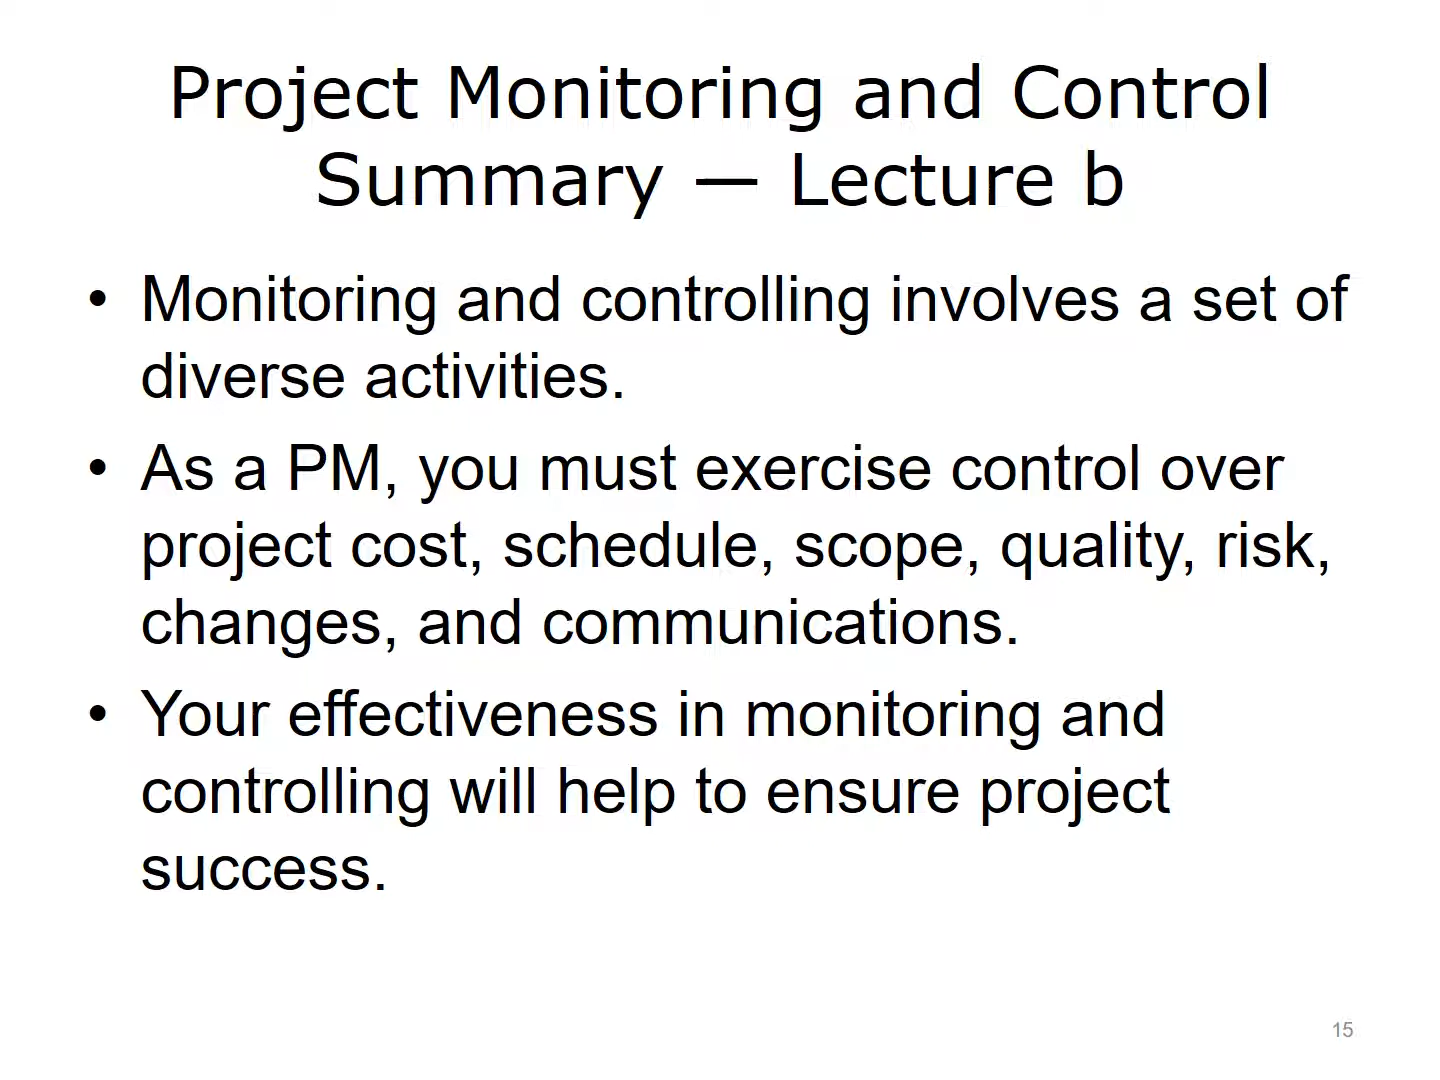 Project Monitoring and Control
Summary — Lecture b
• Monitoring and controlling involves a set of
diverse activities.
• As a PM, you must exercise control over
project cost, schedule, scope, quality, risk,
changes, and communications.
• Your effectiveness in monitoring and
controlling will help to ensure project
success.
15